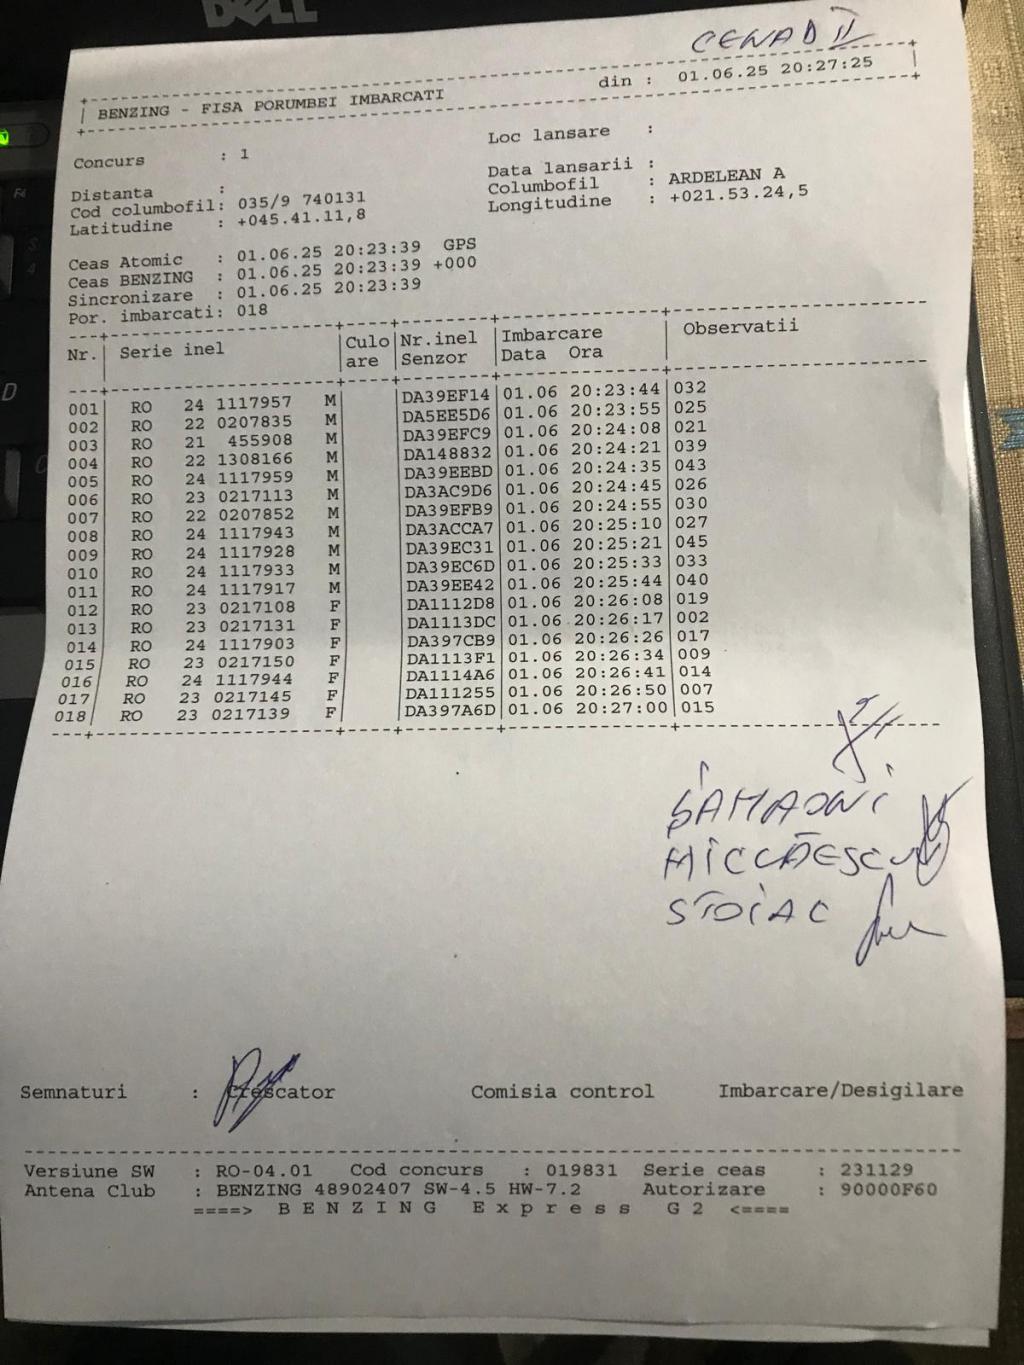 DELL
CENAD II
BENZING - FISA PORUMBEI IMBARCATI din : 01.06.25 20:27:25
Concurs : 1 Loc lansare :
Distanta : Data lansarii :
Cod columbofil: 035/9 740131 Columbofil : ARDELEAN A
Latitudine : +045.41.11,8 Longitudine : +021.53.24,5
Ceas Atomic : 01.06.25 20:23:39 GPS
Ceas BENZING : 01.06.25 20:23:39 +000
Sincronizare : 01.06.25 20:23:39
Por. imbarcati: 018
Nr. Serie inel Culo Nr.inel Imbarcare Observatii
are Senzor Data Ora
001 RO 24 1117957 M DA39EF14 01.06 20:23:44 032
002 RO 22 0207835 M DA5EE5D6 01.06 20:23:55 025
003 RO 21 455908 M DA39EFC9 01.06 20:24:08 021
004 RO 22 1308166 M DA148832 01.06 20:24:21 039
005 RO 24 1117959 M DA39EEBD 01.06 20:24:35 043
006 RO 23 0217113 M DA3AC9D6 01.06 20:24:45 026
007 RO 22 0207852 M DA39EFB9 01.06 20:24:55 030
008 RO 24 1117943 M DA3ACCA7 01.06 20:25:10 027
009 RO 24 1117928 M DA39EC31 01.06 20:25:21 045
010 RO 24 1117933 M DA39EC6D 01.06 20:25:33 033
011 RO 24 1117917 M DA39EE42 01.06 20:25:44 040
012 RO 23 0217108 F DA1112D8 01.06 20:26:08 019
013 RO 23 0217131 F DA1113DC 01.06 20:26:17 002
014 RO 24 1117903 F DA397CB9 01.06 20:26:26 017
015 RO 23 0217150 F DA1113F1 01.06 20:26:34 009
016 RO 24 1117944 F DA1114A6 01.06 20:26:41 014
017 RO 23 0217145 F DA111255 01.06 20:26:50 007
018 RO 23 0217139 F DA397A6D 01.06 20:27:00 015
STOIAC
Semnaturi : Crescator Comisia control Imbarcare/Desigilare
Versiune SW : RO-04.01 Cod concurs : 019831 Serie ceas : 231129
Antena Club : BENZING 48902407 SW-4.5 HW-7.2 Autorizare : 90000F60
====> B E N Z I N G E x p r e s s G 2 <====